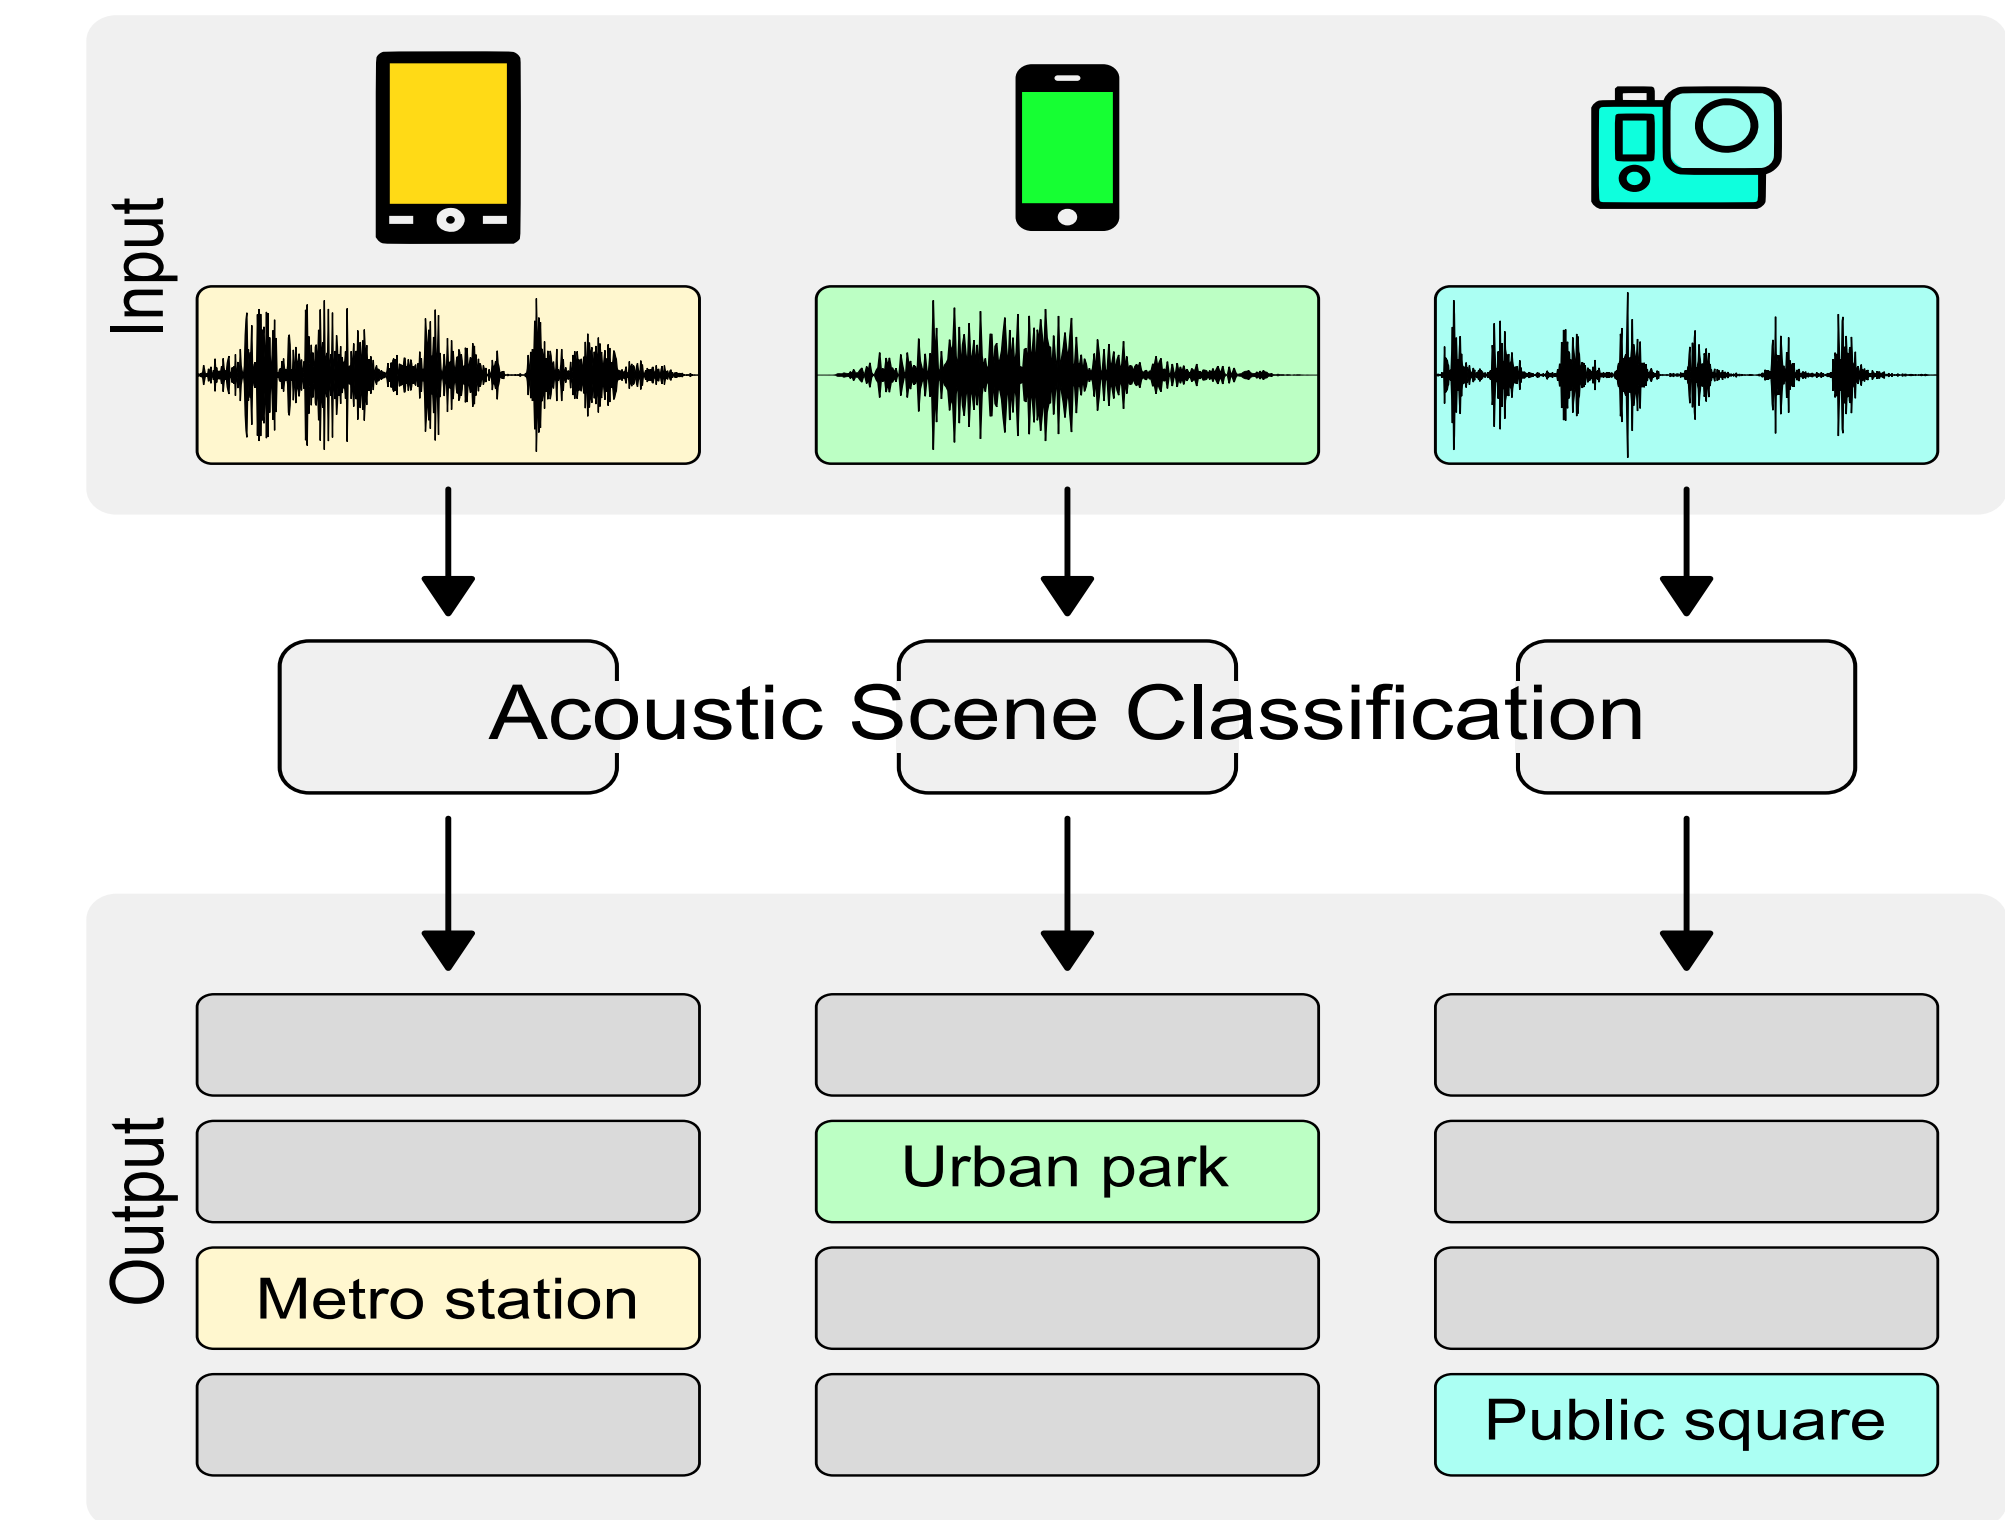 Input
Acoustic Scene Classification
Output
Urban park
Metro station
Public square